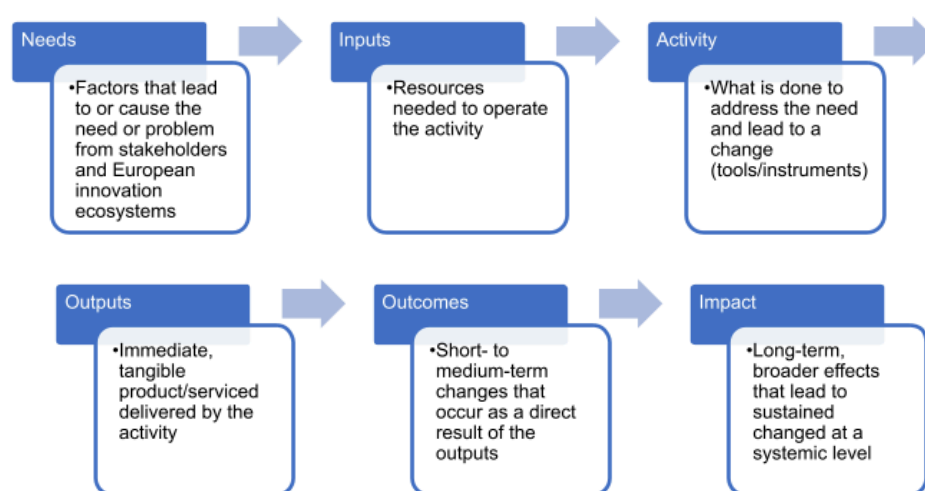 Needs
•Factors that lead
to or cause the
need or problem
from stakeholders
and European
innovation
ecosystems
Inputs
•Resources
needed to operate
the activity
Activity
•What is done to
address the need
and lead to a
change
(tools/instruments)
Outputs
•Immediate,
tangible
product/serviced
delivered by the
activity
Outcomes
•Short- to
medium-term
changes that
occur as a direct
result of the
outputs
Impact
•Long-term,
broader effects
that lead to
sustained
changed at a
systemic level